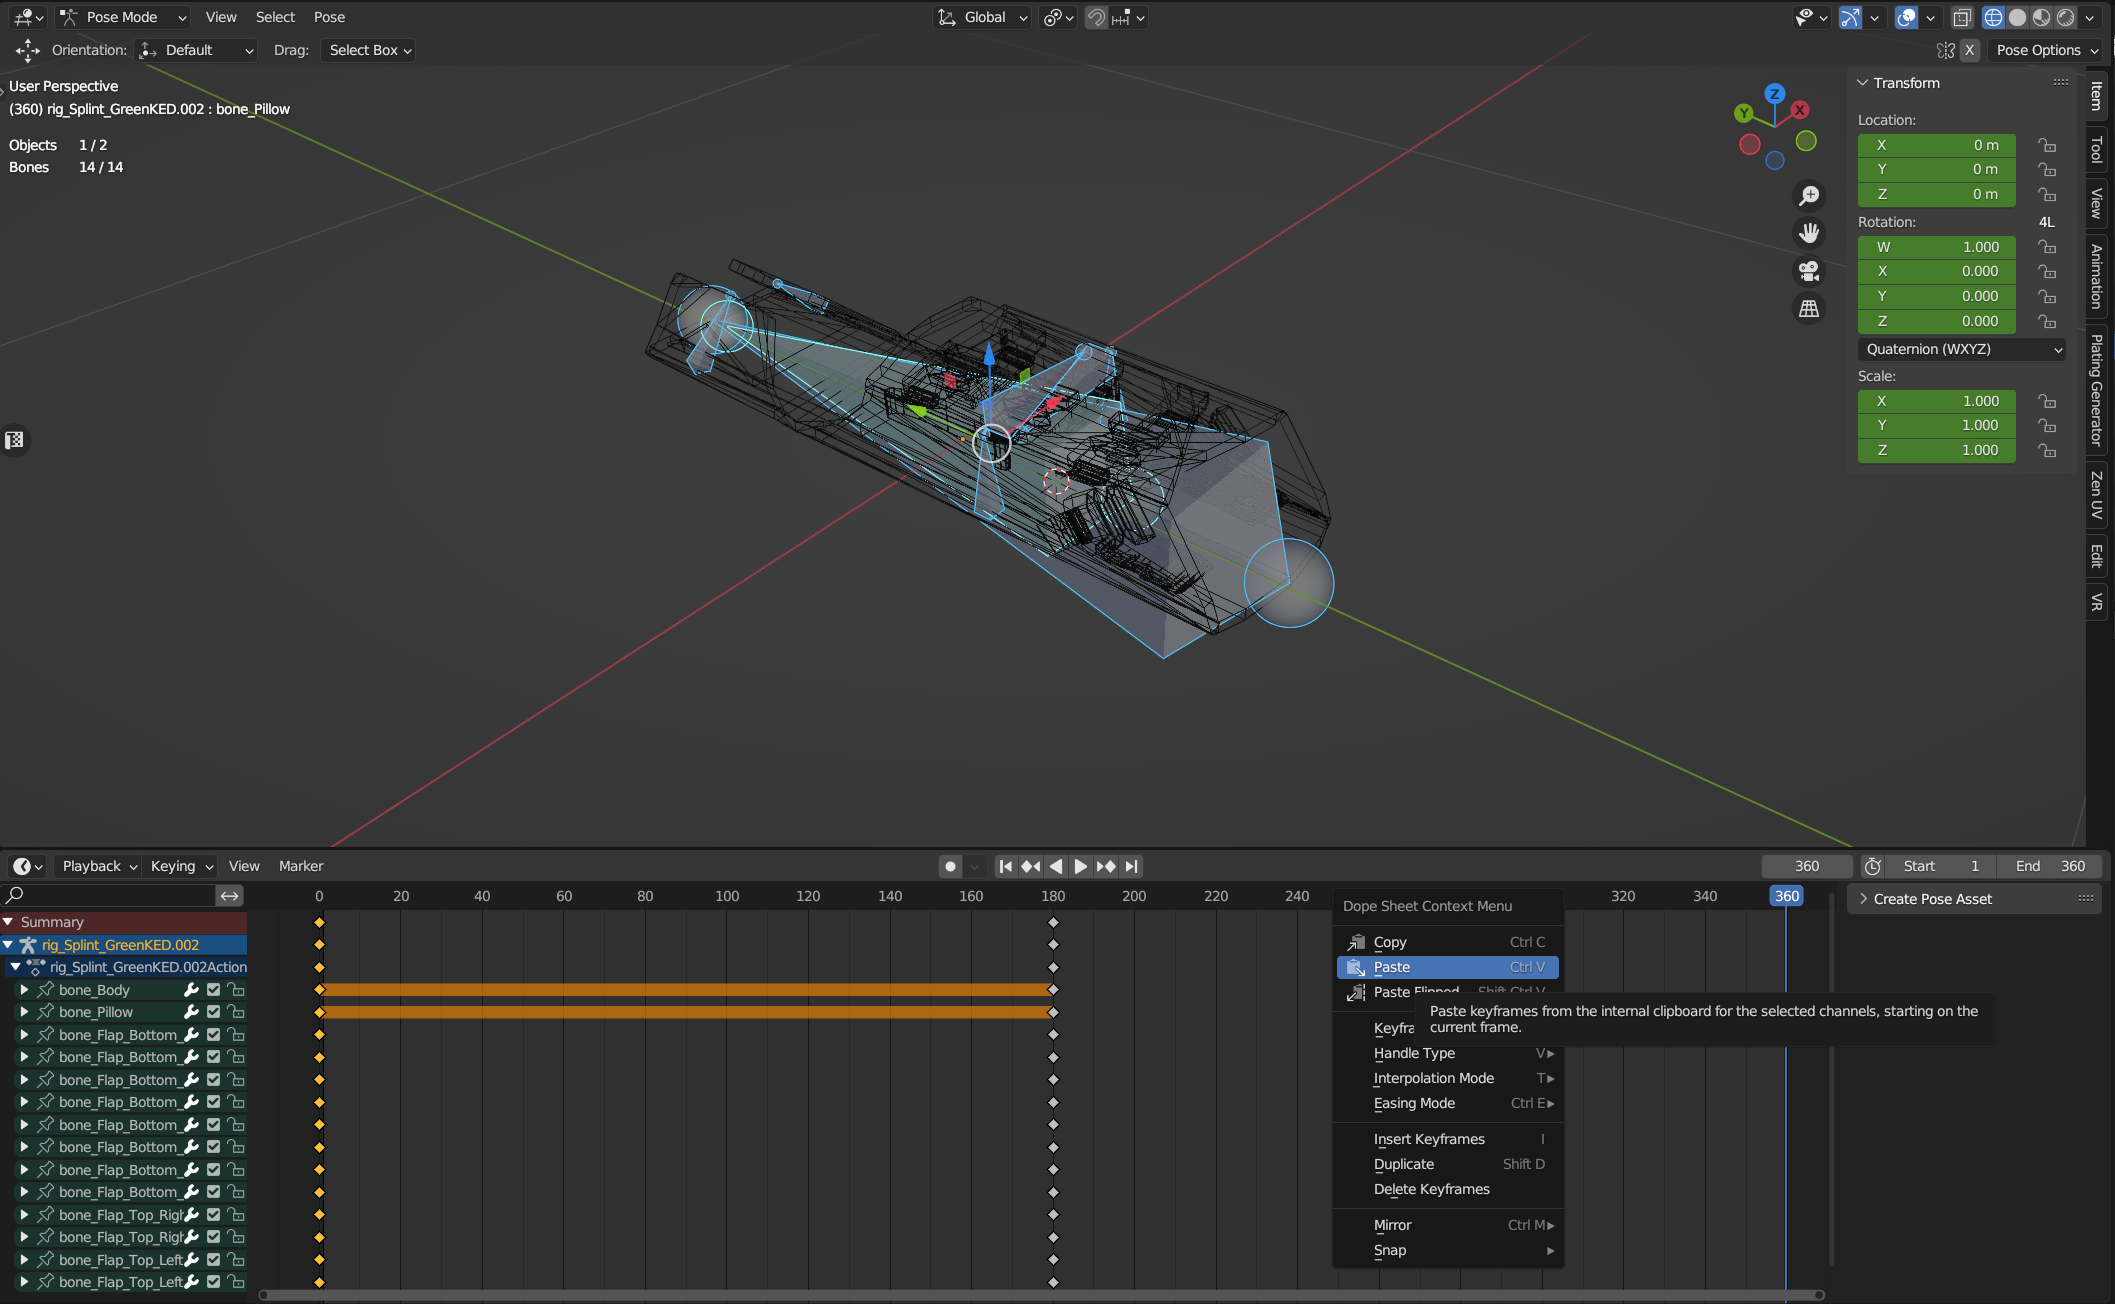 Pose Mode View Select Pose Global
Orientation: Default Drag: Select Box X Pose Options
User Perspective
(360) rig_Splint_GreenKED.002 : bone_Pillow
Objects 1 / 2
Bones 14 / 14
Z
Y
X
Transform
Location:
X 0 m
Y 0 m
Z 0 m
Rotation: 4L
W 1.000
X 0.000
Y 0.000
Z 0.000
Quaternion (WXYZ)
Scale:
X 1.000
Y 1.000
Z 1.000
Item
Tool
View
Animation
Plating Generator
Zen UV
Edit
VR
Playback Keying View Marker 360 Start 1 End 360
0 20 40 60 80 100 120 140 160 180 200 220 240 320 340 360
Create Pose Asset
Summary
rig_Splint_GreenKED.002
rig_Splint_GreenKED.002Action
bone_Body
bone_Pillow
bone_Flap_Bottom_
bone_Flap_Bottom_
bone_Flap_Bottom_
bone_Flap_Bottom_
bone_Flap_Bottom_
bone_Flap_Bottom_
bone_Flap_Bottom_
bone_Flap_Bottom_
bone_Flap_Top_Righ
bone_Flap_Top_Righ
bone_Flap_Top_Left
bone_Flap_Top_Left
Dope Sheet Context Menu
Copy Ctrl C
Paste Ctrl V
Paste Flipped Shift Ctrl V
Paste keyframes from the internal clipboard for the selected channels, starting on the
current frame.
Keyfra
Handle Type V
Interpolation Mode T
Easing Mode Ctrl E
Insert Keyframes I
Duplicate Shift D
Delete Keyframes
Mirror Ctrl M
Snap